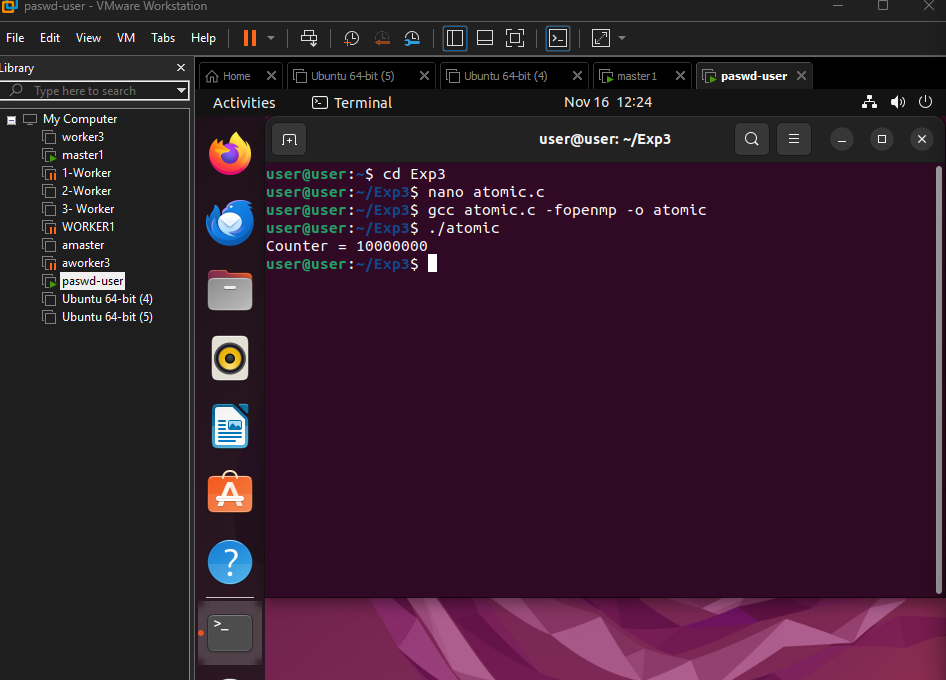 paswd-user - VMware Workstation
File Edit View VM Tabs Help
Library
Type here to search
My Computer
worker3
master1
1-Worker
2-Worker
3- Worker
WORKER1
amaster
aworker3
paswd-user
Ubuntu 64-bit (4)
Ubuntu 64-bit (5)
Home Ubuntu 64-bit (5) Ubuntu 64-bit (4) master1 paswd-user
Activities Terminal Nov 16 12:24
user@user: ~/Exp3
user@user:~$ cd Exp3
user@user:~/Exp3$ nano atomic.c
user@user:~/Exp3$ gcc atomic.c -fopenmp -o atomic
user@user:~/Exp3$ ./atomic
Counter = 10000000
user@user:~/Exp3$